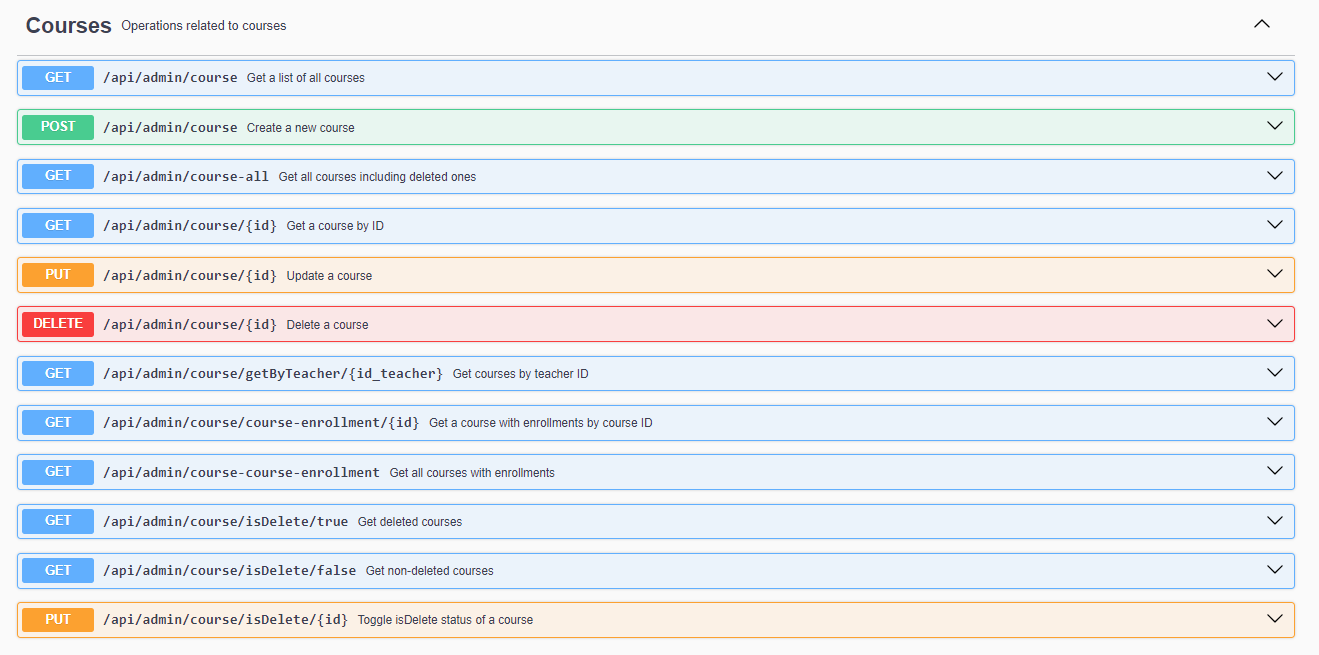 Courses Operations related to courses
GET /api/admin/course Get a list of all courses
POST /api/admin/course Create a new course
GET /api/admin/course-all Get all courses including deleted ones
GET /api/admin/course/{id} Get a course by ID
PUT /api/admin/course/{id} Update a course
DELETE /api/admin/course/{id} Delete a course
GET /api/admin/course/getByTeacher/{id_teacher} Get courses by teacher ID
GET /api/admin/course/course-enrollment/{id} Get a course with enrollments by course ID
GET /api/admin/course-course-enrollment Get all courses with enrollments
GET /api/admin/course/isDelete/true Get deleted courses
GET /api/admin/course/isDelete/false Get non-deleted courses
PUT /api/admin/course/isDelete/{id} Toggle isDelete status of a course